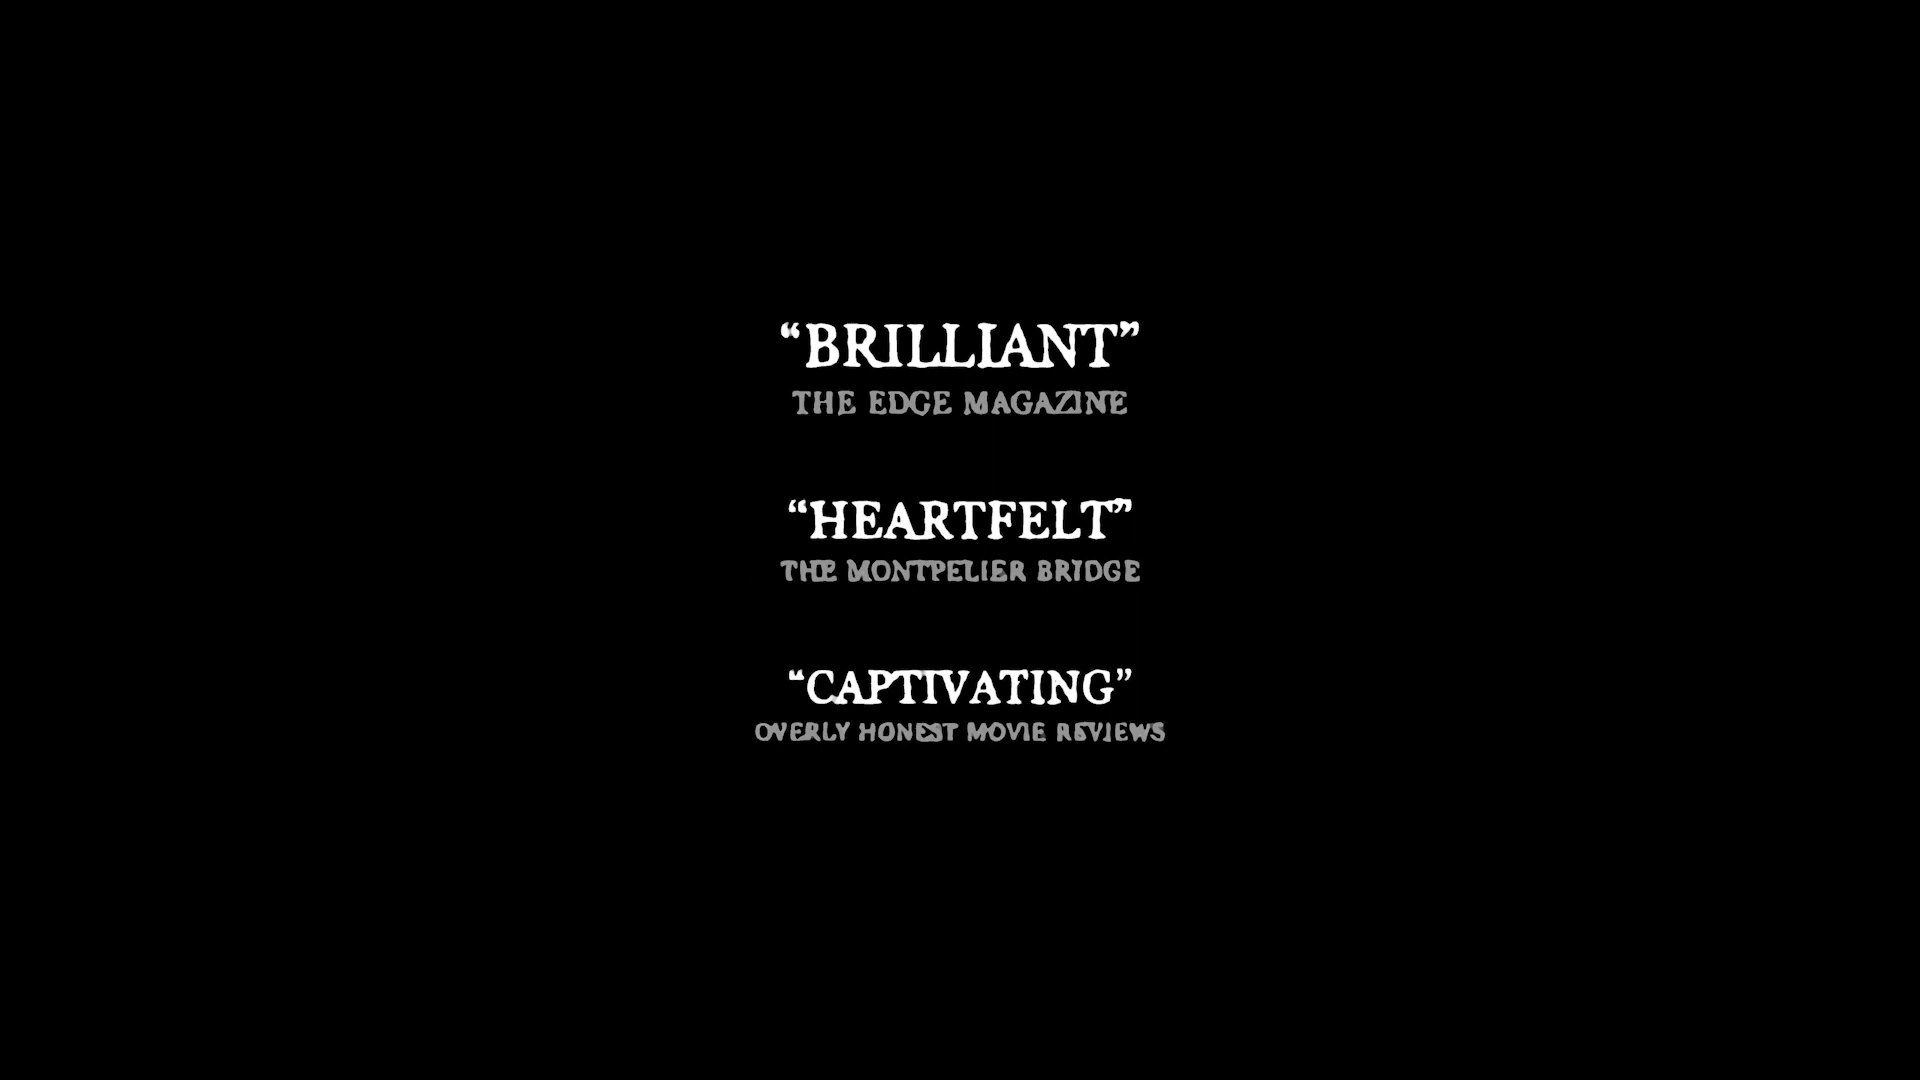 “BRILLIANT”
THE EDGE MAGAZINE
“HEARTFELT”
THE MONTPELIER BRIDGE
“CAPTIVATING”
OVERLY HONEST MOVIE REVIEWS